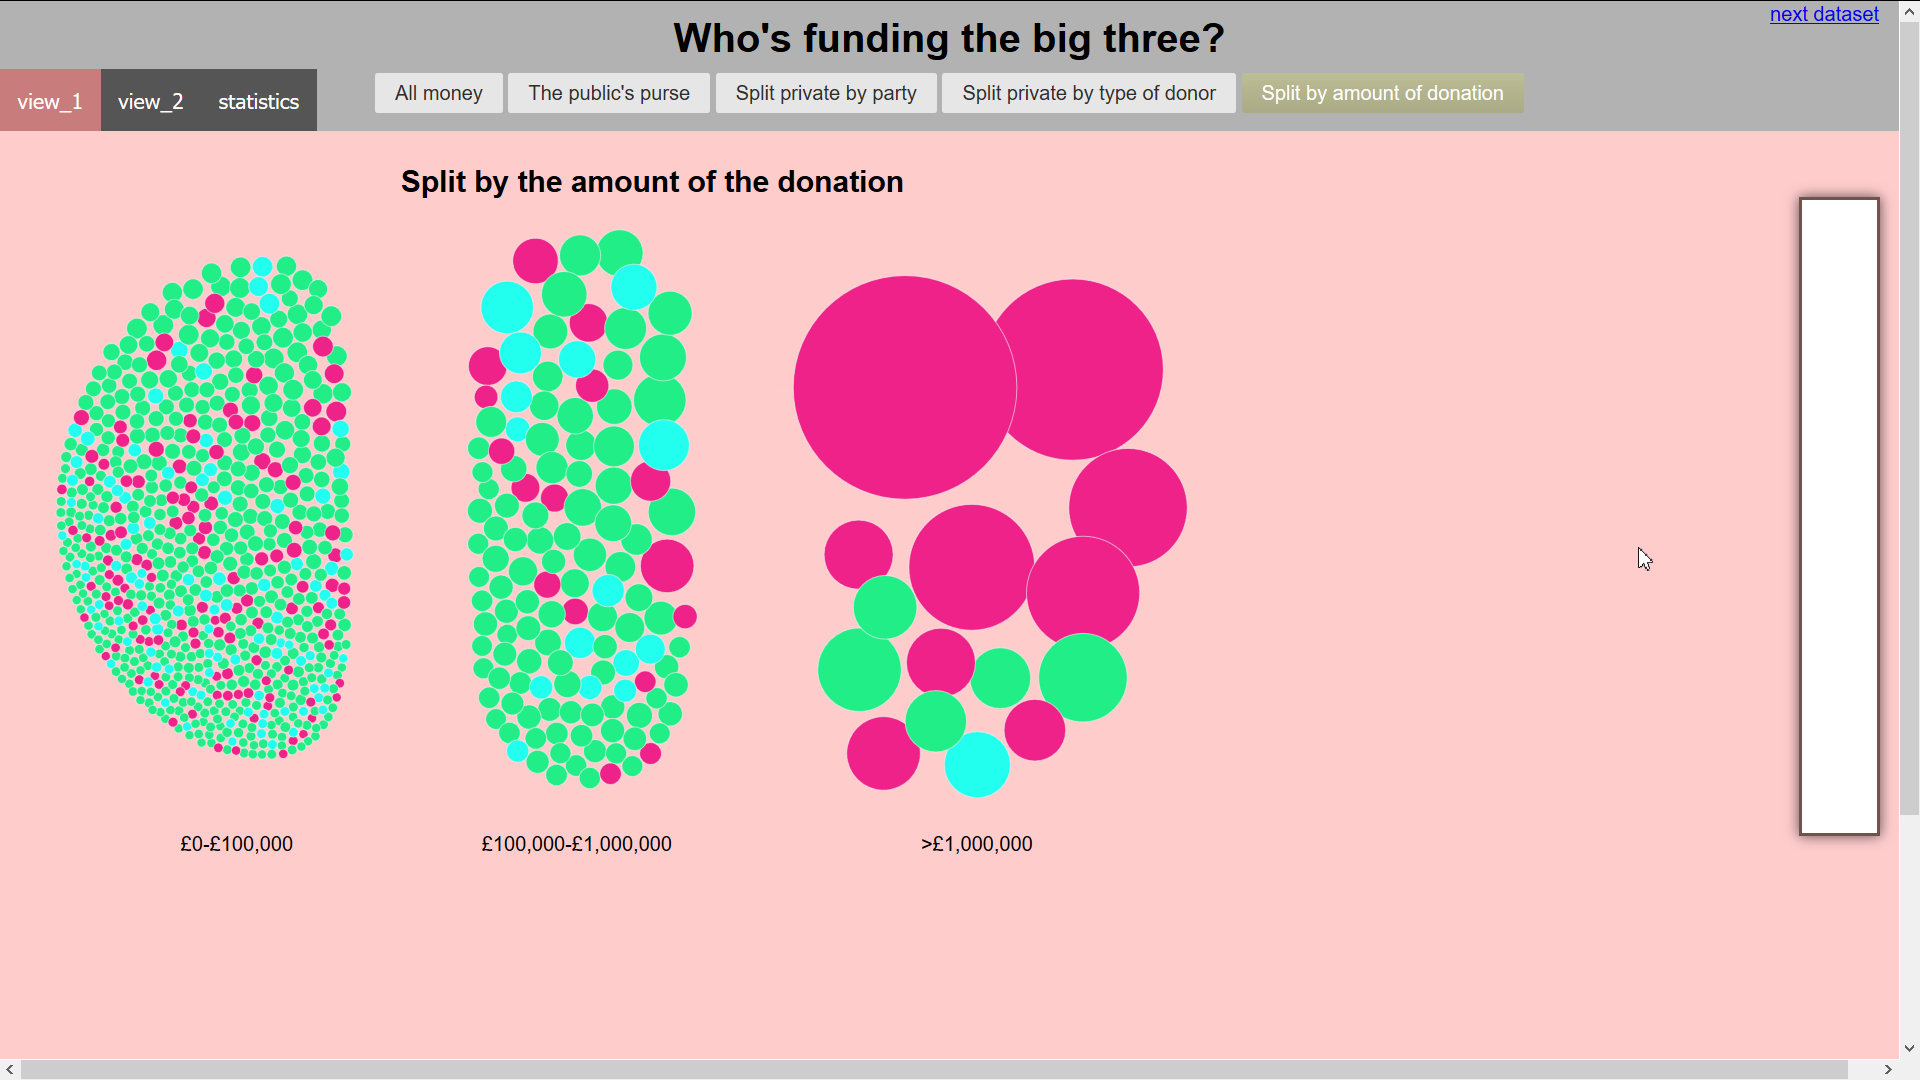 Who's funding the big three?
next dataset
view_1
view_2
statistics
All money
The public's purse
Split private by party
Split private by type of donor
Split by amount of donation
Split by the amount of the donation
£0-£100,000
£100,000-£1,000,000
>£1,000,000